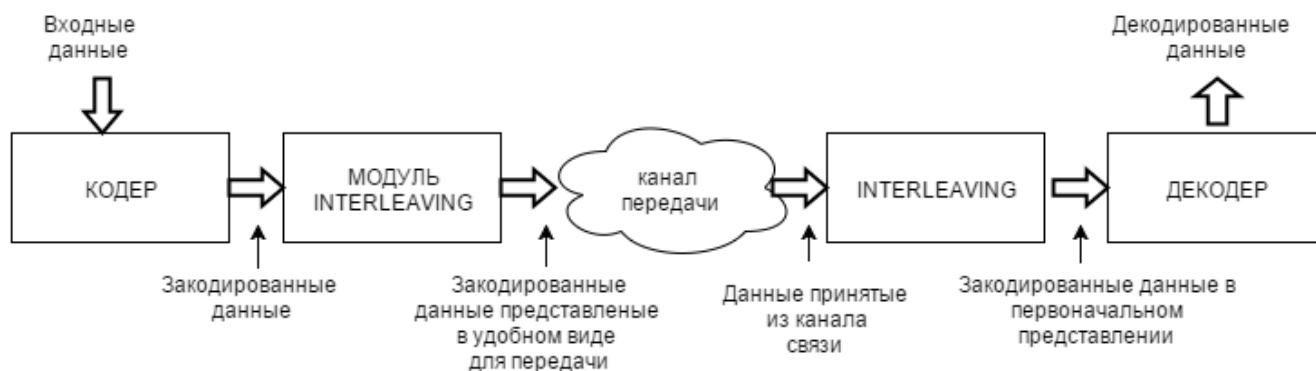 Входные
данные
Декодированные
данные
КОДЕР
МОДУЛЬ
INTERLEAVING
канал
передачи
INTERLEAVING
ДЕКОДЕР
Закодированные
данные
Закодированные
данные представленые
в удобном виде
для передачи
Данные принятые
из канала
связи
Закодированные данные в
первоначальном
представлении